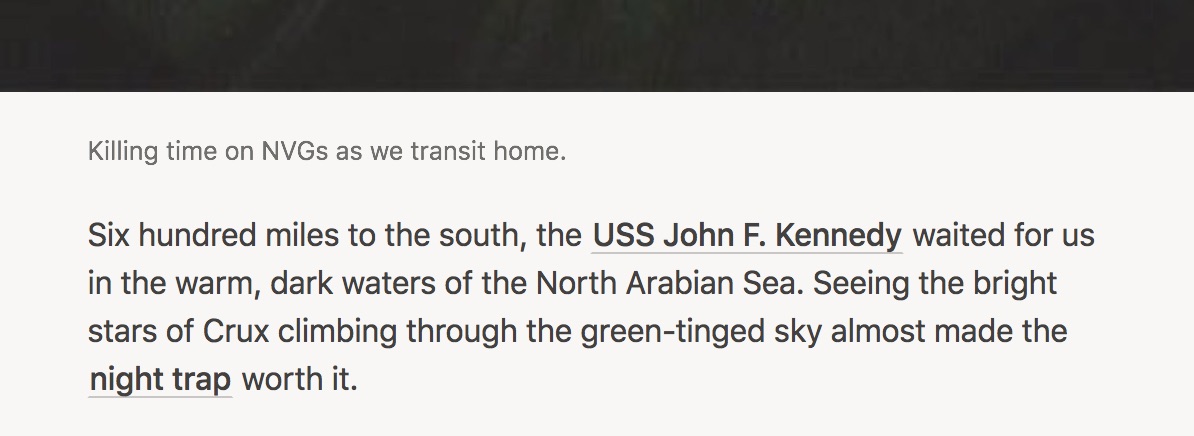 Killing time on NVGs as we transit home.
Six hundred miles to the south, the USS John F. Kennedy waited for us
in the warm, dark waters of the North Arabian Sea. Seeing the bright
stars of Crux climbing through the green-tinged sky almost made the
night trap worth it.